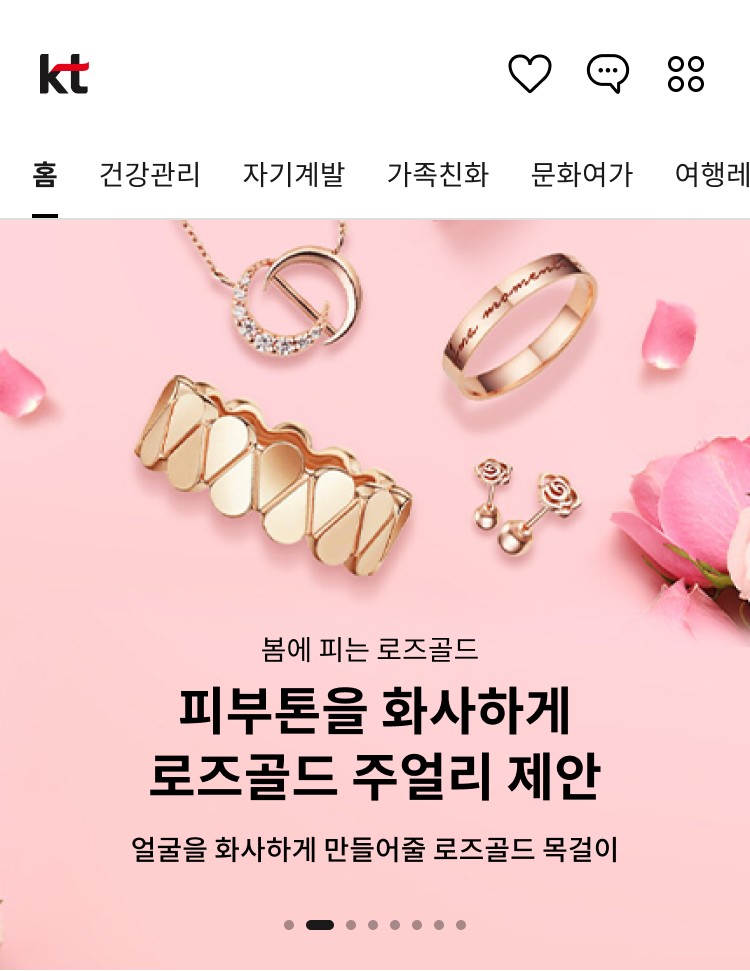 kt
홈 건강관리 자기계발 가족친화 문화여가 여행레
moment
봄에 피는 로즈골드
피부톤을 화사하게
로즈골드 주얼리 제안
얼굴을 화사하게 만들어줄 로즈골드 목걸이